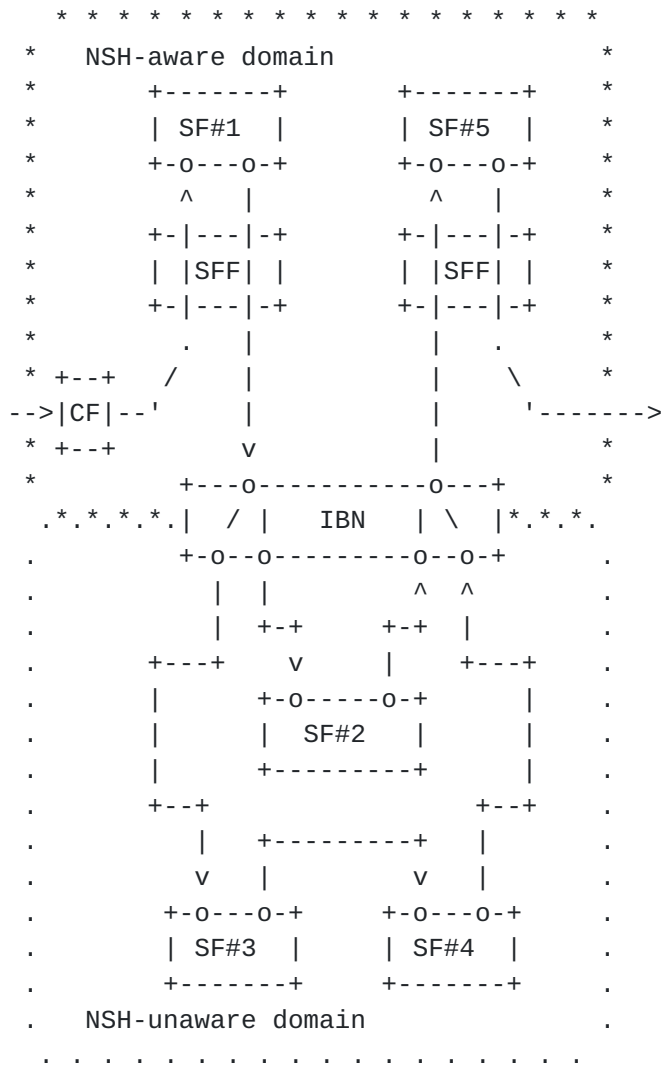 NSH-aware domain
SF#1 SF#5
SFF SFF
CF
IBN
SF#2
SF#3 SF#4
NSH-unaware domain